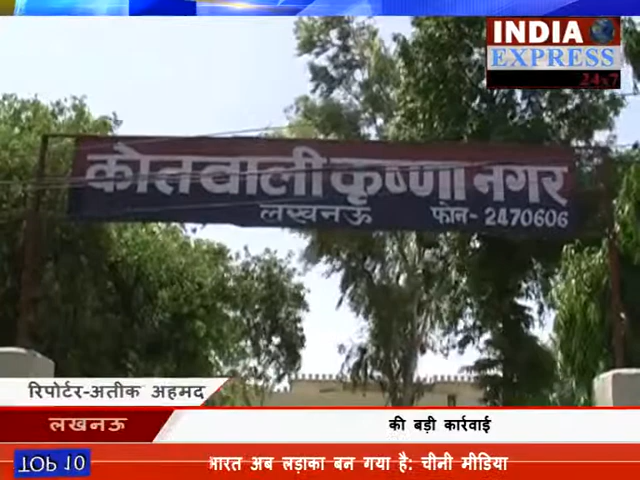 INDIA
EXPRESS
24x7
कोतवाली कृष्णा नगर
लखनऊ फोन- 2470606
रिपोर्टर-अतीक अहमद
लखनऊ की बड़ी कार्रवाई
TOP 10 भारत अब लड़ाका बन गया है: चीनी मीडिया